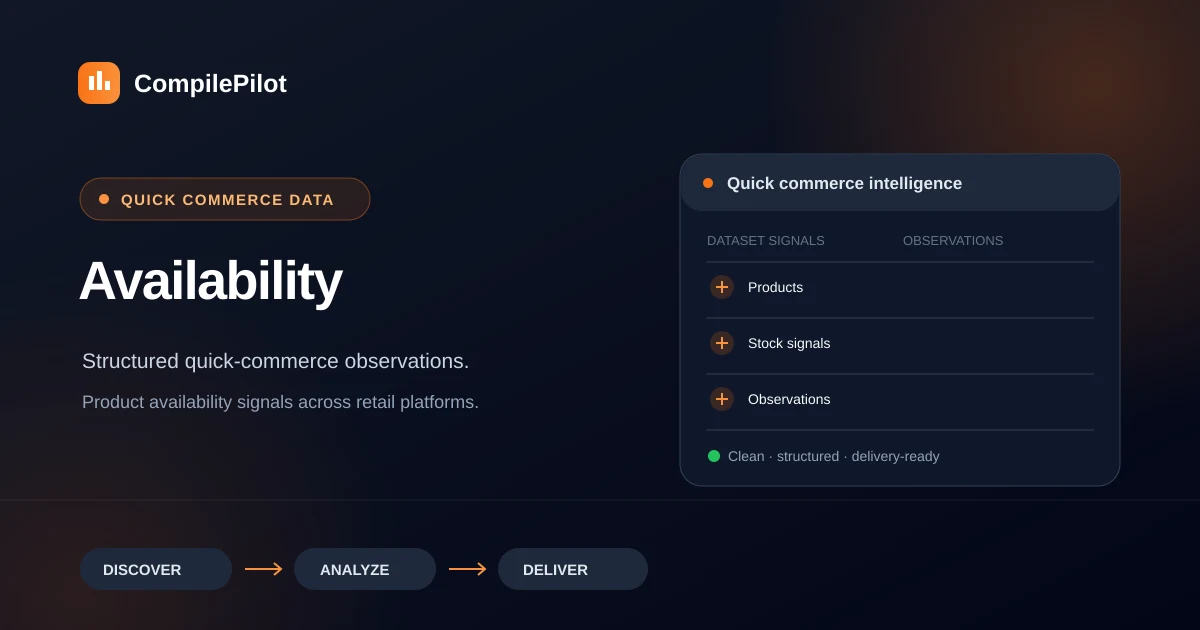 CompilePilot
QUICK COMMERCE DATA
Availability
Structured quick-commerce observations.
Product availability signals across retail platforms.
Quick commerce intelligence
DATASET SIGNALS OBSERVATIONS
Products
Stock signals
Observations
Clean · structured · delivery-ready
DISCOVER ANALYZE DELIVER